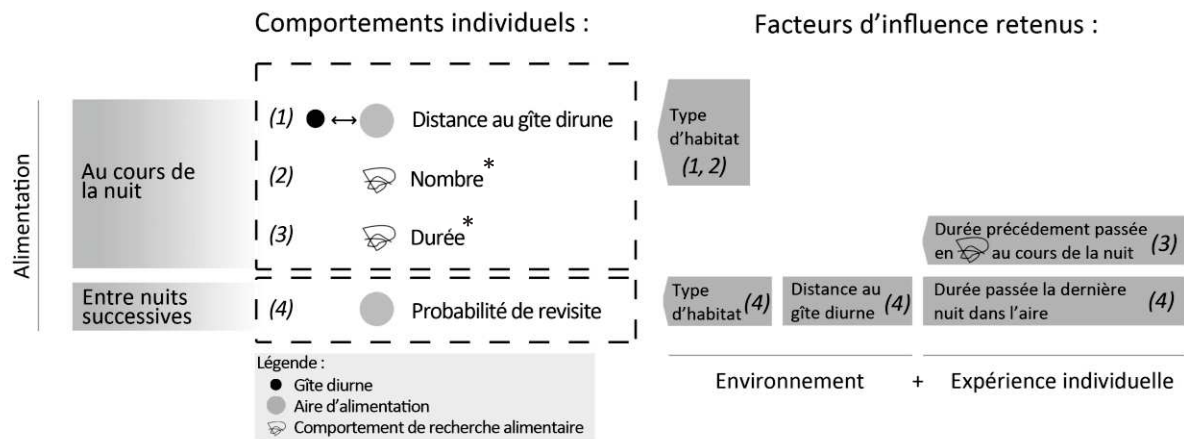 Comportements individuels :
Facteurs d’influence retenus :
Alimentation
Au cours de
la nuit
(1) Distance au gîte dirune
(2) Nombre*
(3) Durée*
Type
d’habitat
(1, 2)
Durée précédement passée
en au cours de la nuit (3)
Entre nuits
successives
(4) Probabilité de revisite
Type
d’habitat (4)
Distance au
gîte diurne (4)
Durée passée la dernière
nuit dans l’aire (4)
Légende :
Gîte diurne
Aire d’alimentation
Comportement de recherche alimentaire
Environnement + Expérience individuelle